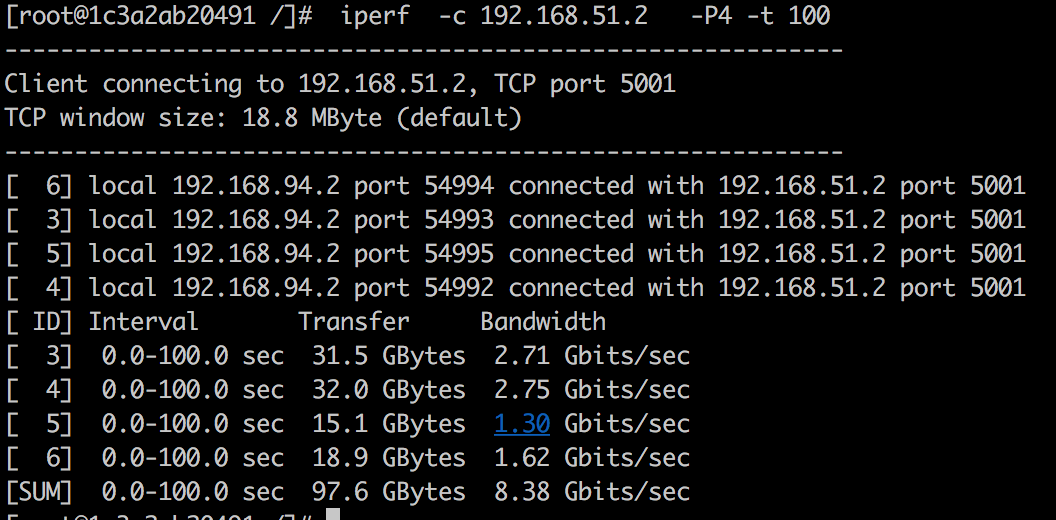 [root@1c3a2ab20491 /]#  iperf  -c 192.168.51.2   -P4 -t 100
------------------------------------------------------------
Client connecting to 192.168.51.2, TCP port 5001
TCP window size: 18.8 MByte (default)
------------------------------------------------------------
[  6] local 192.168.94.2 port 54994 connected with 192.168.51.2 port 5001
[  3] local 192.168.94.2 port 54993 connected with 192.168.51.2 port 5001
[  5] local 192.168.94.2 port 54995 connected with 192.168.51.2 port 5001
[  4] local 192.168.94.2 port 54992 connected with 192.168.51.2 port 5001
[ ID] Interval       Transfer     Bandwidth
[  3]  0.0-100.0 sec  31.5 GBytes  2.71 Gbits/sec
[  4]  0.0-100.0 sec  32.0 GBytes  2.75 Gbits/sec
[  5]  0.0-100.0 sec  15.1 GBytes  1.30 Gbits/sec
[  6]  0.0-100.0 sec  18.9 GBytes  1.62 Gbits/sec
[SUM]  0.0-100.0 sec  97.6 GBytes  8.38 Gbits/sec
[root@1c3a2ab20491 /]#